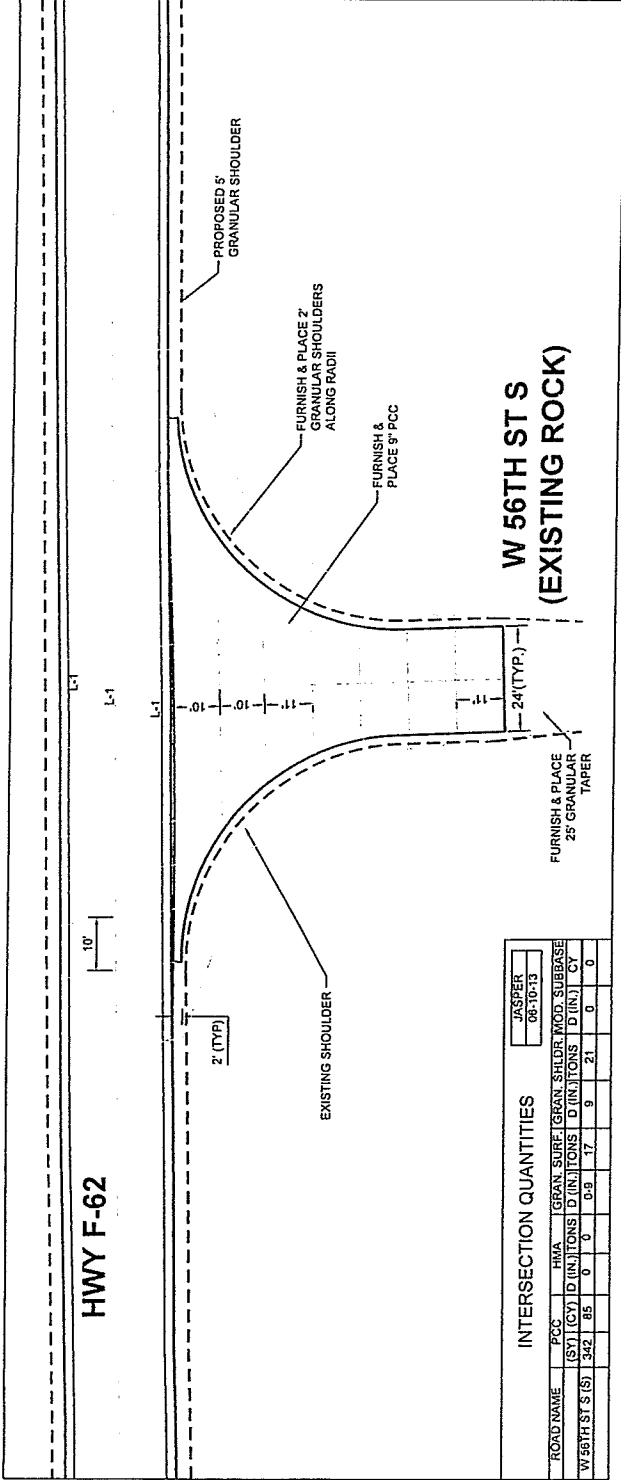 HWY F-62
10'
2' (TYP)
L-1
L-1
L-1
PROPOSED 5'
GRANULAR SHOULDER
FURNISH & PLACE 2'
GRANULAR SHOULDERS
ALONG RADII
FURNISH &
PLACE 9" PCC
10'
10'
11'
11'
24'(TYP.)
W 56TH ST S
(EXISTING ROCK)
FURNISH & PLACE
25' GRANULAR
TAPER
EXISTING SHOULDER
INTERSECTION QUANTITIES
JASPER
06-10-13
ROAD NAME PCC HMA GRAN. SURF. GRAN. SHLDR. MOD. SUBBASE
(SY) (CY) D (IN.) TONS D (IN.) TONS D (IN.) TONS D (IN.) CY
W 56TH ST S (S) 342 85 0 0 0-9 17 9 21 0 0